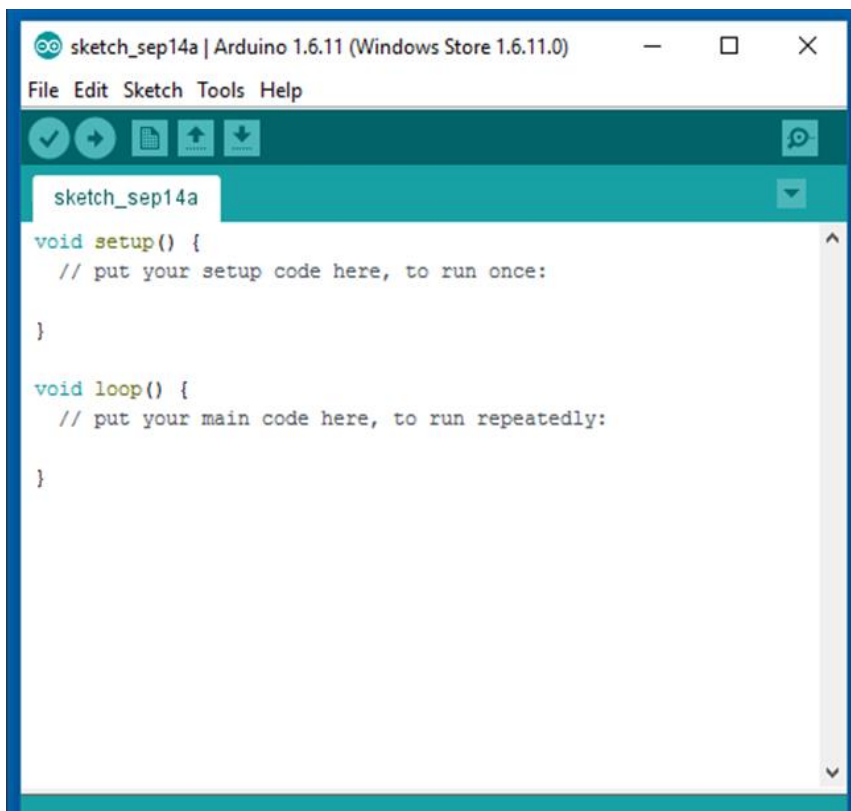 sketch_sep14a | Arduino 1.6.11 (Windows Store 1.6.11.0)
File Edit Sketch Tools Help
sketch_sep14a
void setup() {
  // put your setup code here, to run once:
}
void loop() {
  // put your main code here, to run repeatedly:
}